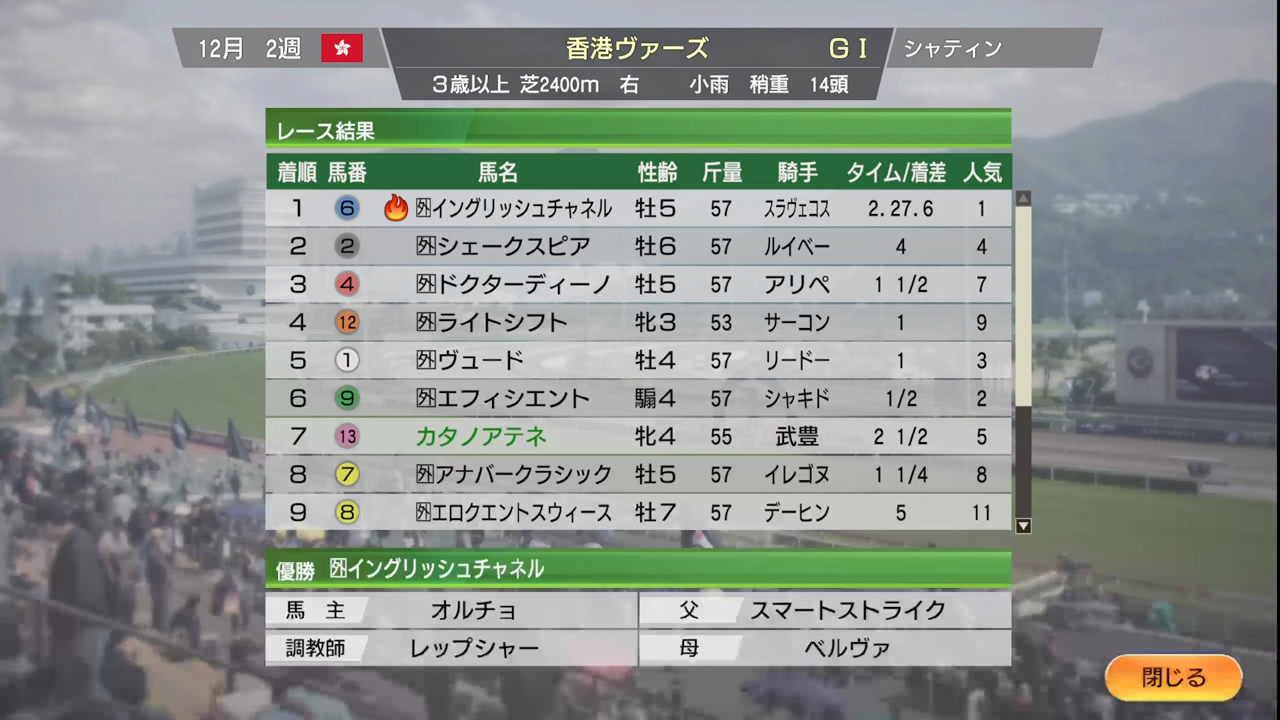 12月 2週 香港ヴァーズ GⅠ シャティン
3歳以上 芝2400m 右 小雨 稍重 14頭
レース結果
着順 馬番 馬名 性齢 斤量 騎手 タイム/着差 人気
1 6 外イングリッシュチャネル 牡5 57 スラヴェコス 2.27.6 1
2 2 外シェークスピア 牡6 57 ルイベー 4 4
3 4 外ドクターディーノ 牡5 57 アリペ 1 1/2 7
4 12 外ライトシフト 牝3 53 サーコン 1 9
5 1 外ヴュード 牡4 57 リードー 1 3
6 9 外エフィシエント 騸4 57 シャキド 1/2 2
7 13 カタノアテネ 牝4 55 武豊 2 1/2 5
8 7 外アナバークラシック 牡5 57 イレゴヌ 1 1/4 8
9 8 外エロクエントスウィース 牡7 57 デーヒン 5 11
優勝 外イングリッシュチャネル
馬主 オルチョ 父 スマートストライク
調教師 レップシャー 母 ベルヴァ
閉じる